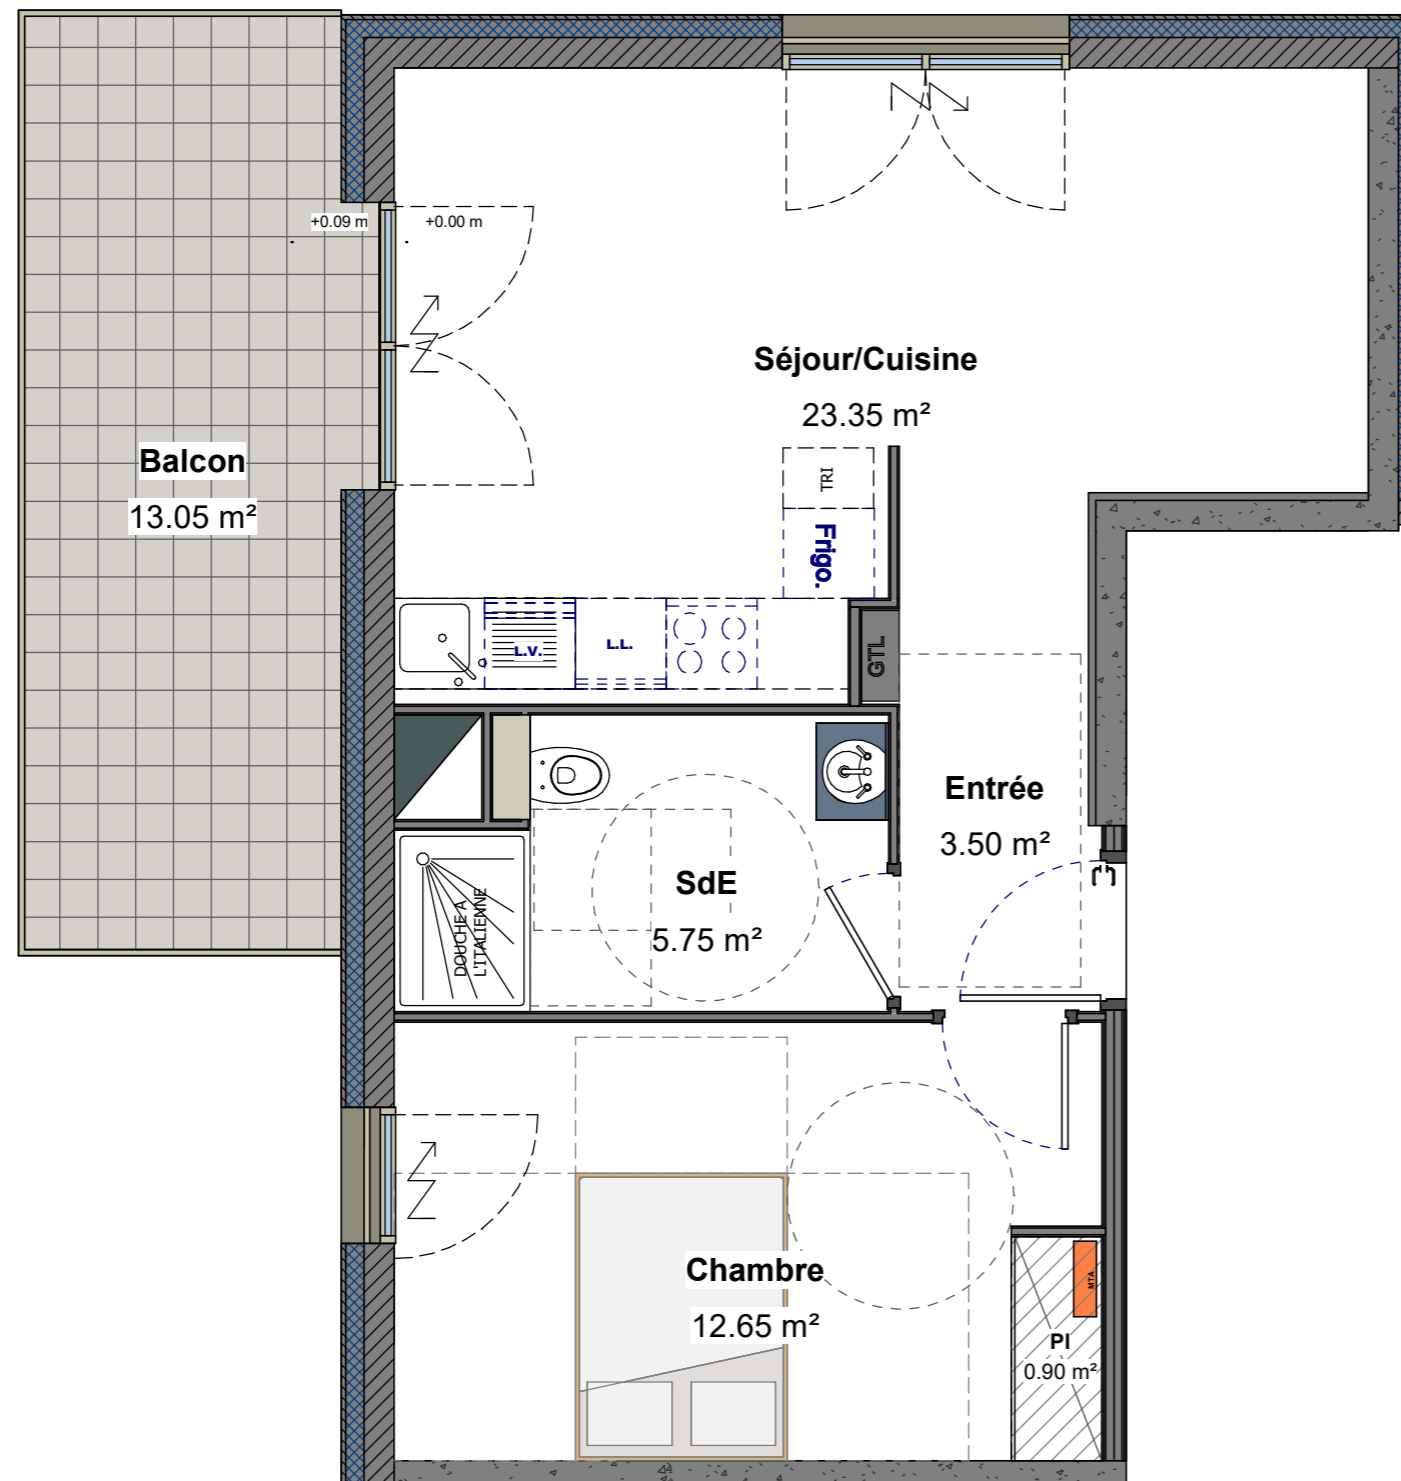 +0.09 m
+0.00 m
Séjour/Cuisine
23.35 m²
Balcon
13.05 m²
TRI
Frigo.
L.V.
L.L.
GTL
Entrée
3.50 m²
SdE
5.75 m²
DOUCHE A
L'ITALIENNE
Chambre
12.65 m²
MTA
Pl
0.90 m²